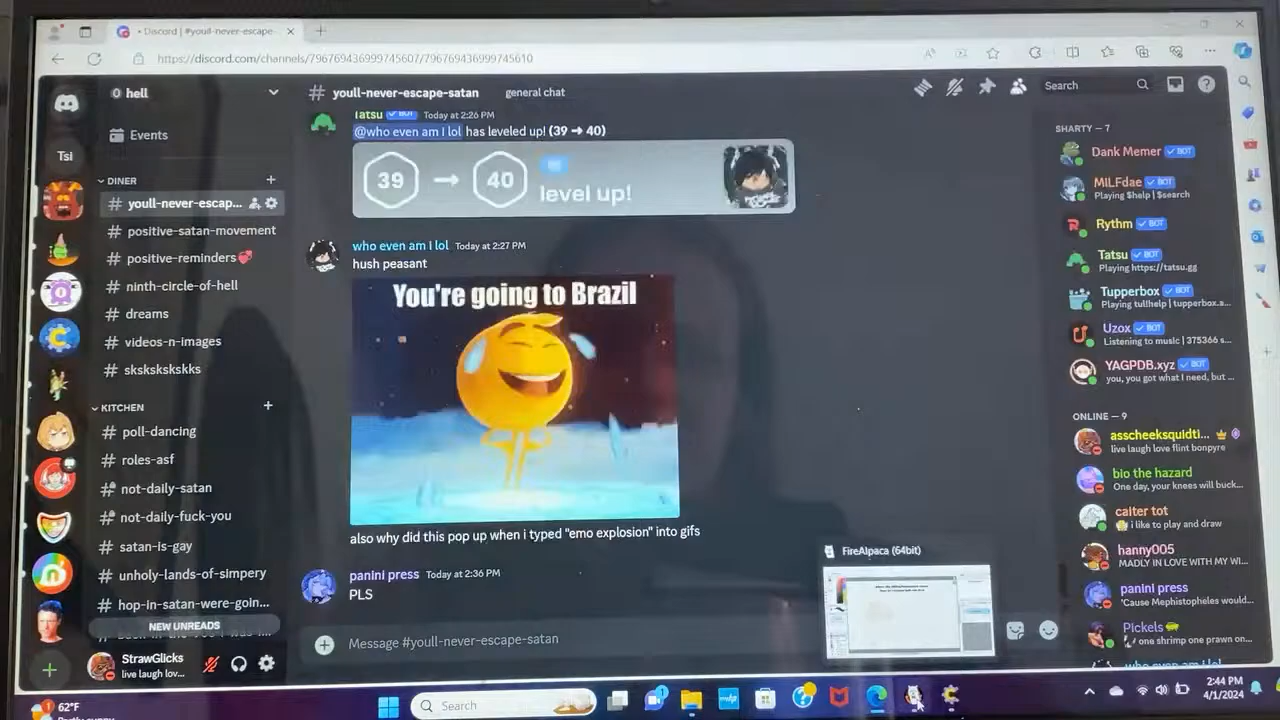 Discord | #youll-never-escape-
https://discord.com/channels/796769436999745607/796769436999745610
hell
Events
Tsi
DINER
# youll-never-escap...
# positive-satan-movement
# positive-reminders💞
# ninth-circle-of-hell
# dreams
# videos-n-images
# sksksksksks
KITCHEN
# poll-dancing
# roles-asf
# not-daily-satan
# not-daily-fuck-you
# satan-is-gay
# unholy-lands-of-simpery
# hop-in-satan-were-goin...
NEW UNREADS
StrawGlicks
live laugh lov...
# youll-never-escape-satan
general chat
Search
Tatsu BOT Today at 2:26 PM
@who even am I lol has leveled up! (39 → 40)
39 → 40
level up!
who even am I lol Today at 2:27 PM
hush peasant
You're going to Brazil
also why did this pop up when i typed "emo explosion" into gifs
panini press Today at 2:36 PM
PLS
Message #youll-never-escape-satan
FireAlpaca (64bit)
SHARTY — 7
Dank Memer BOT
MILFdae BOT
Playing $help | $search
Rythm BOT
Tatsu BOT
Playing https://tatsu.gg
Tupperbox BOT
Playing tul!help | tupperbox.a...
Uzox BOT
Listening to music | 375366 s...
YAGPDB.xyz BOT
you, you got what I need, but ...
ONLINE — 9
asscheeksquidti...
live laugh love flint bonpyre
bio the hazard
One day, your knees will buck...
caiter tot
i like to play and draw
hanny005
MADLY IN LOVE WITH MY WI...
panini press
'Cause Mephistopheles would...
Pickels
one shrimp one prawn on...
who even am I lol
1
62°F
Partly sunny
Search
2:44 PM
4/1/2024